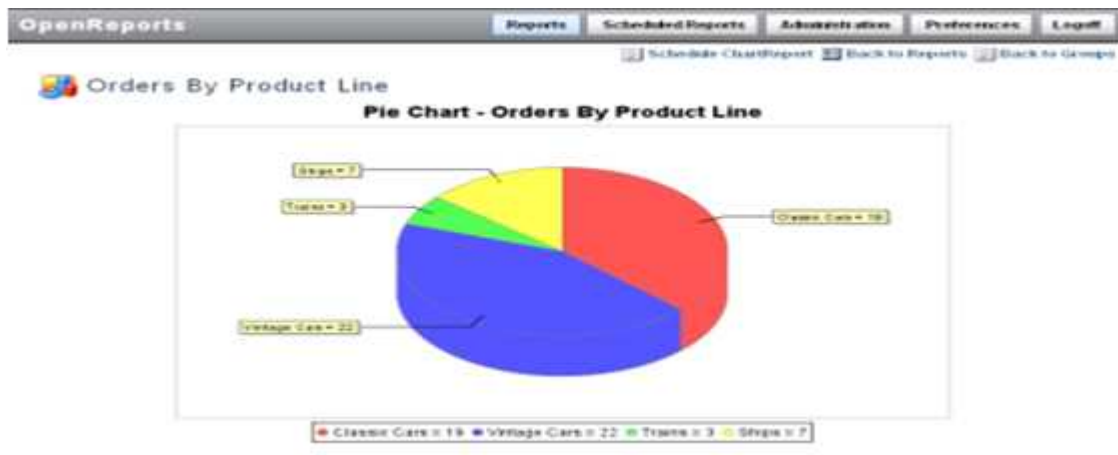 OpenReports
Reports Scheduled Reports Administration Preferences Logoff
Schedule ChartReport Back to Reports Back to Groups
Orders By Product Line
Pie Chart - Orders By Product Line
Ships = 7
Trains = 3
Classic Cars = 19
Vintage Cars = 22
Classic Cars = 19 Vintage Cars = 22 Trains = 3 Ships = 7